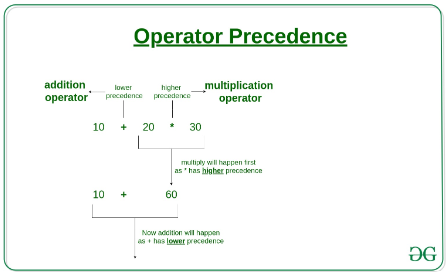 Operator Precedence
addition
operator
lower
precedence
higher
precedence
multiplication
operator
10 + 20 * 30
multiply will happen first
as * has higher precedence
10 + 60
Now addition will happen
as + has lower precedence